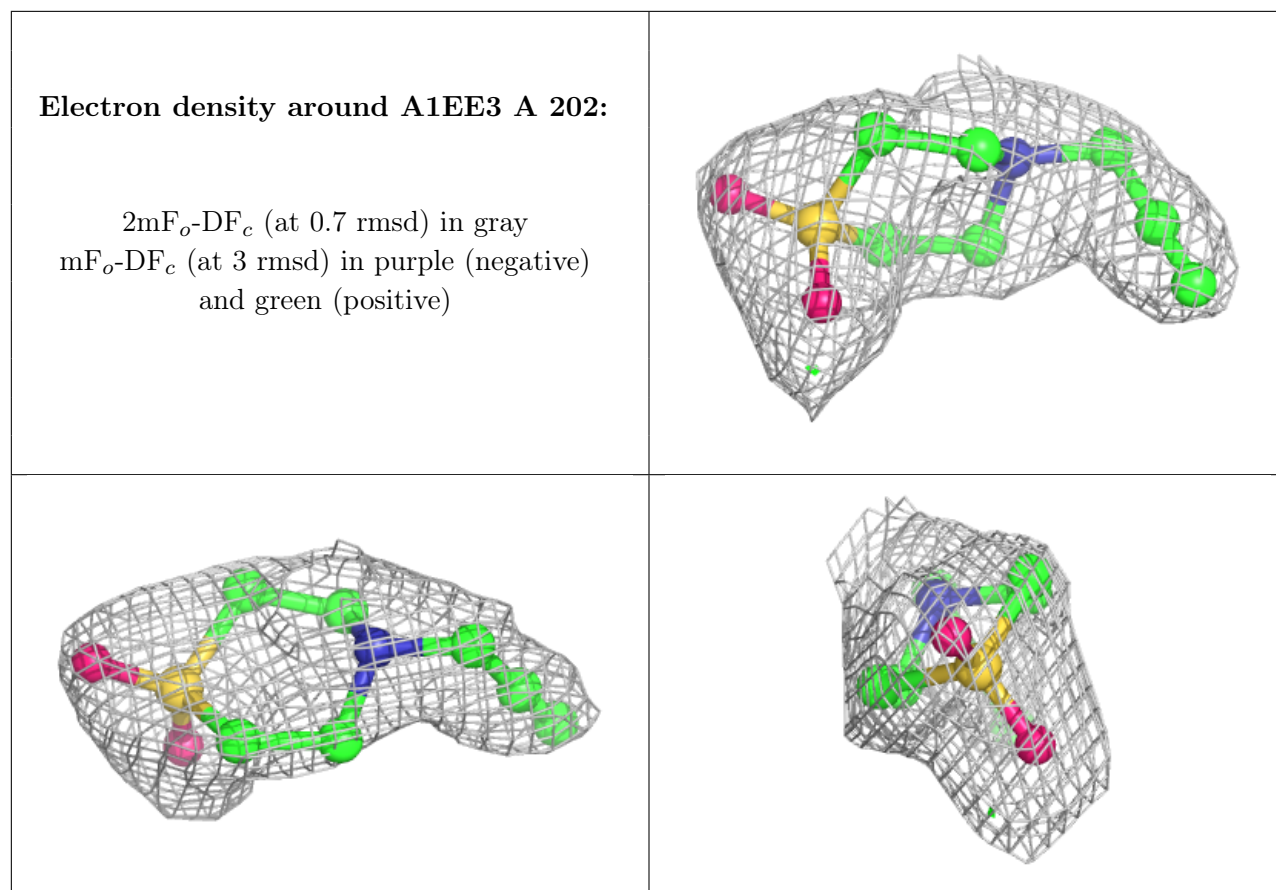 Electron density around A1EE3 A 202:
2mFo-DFc (at 0.7 rmsd) in gray
mFo-DFc (at 3 rmsd) in purple (negative)
and green (positive)